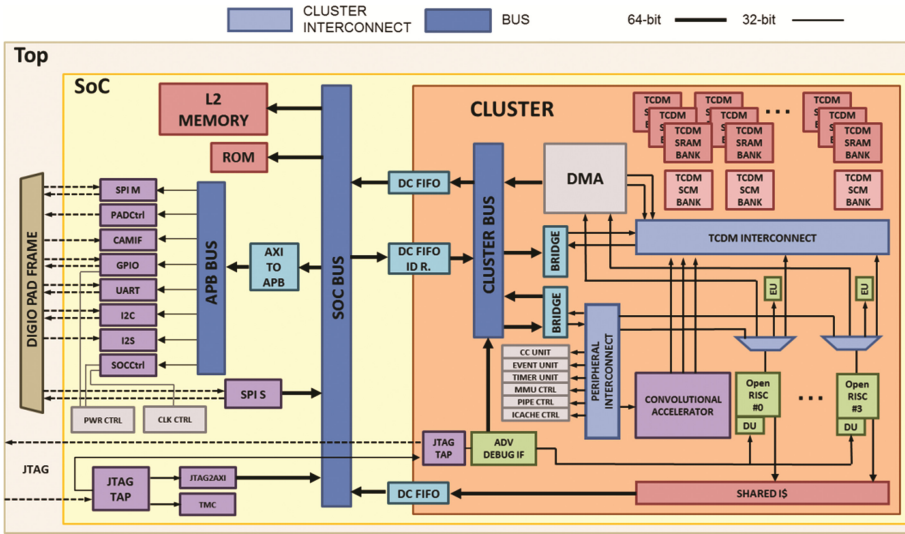 CLUSTER
INTERCONNECT
BUS
64-bit
32-bit
Top
SoC
L2
MEMORY
ROM
DIGIO PAD FRAME
SPI M
PADCtrl
CAMIF
GPIO
UART
I2C
I2S
SOCCtrl
SPI S
PWR CTRL
CLK CTRL
APB BUS
AXI
TO
APB
SOC BUS
DC FIFO
DC FIFO
ID R.
CLUSTER
CLUSTER BUS
DMA
BRIDGE
BRIDGE
TCDM
TCDM
SRAM
BANK
TCDM
TCDM
SRAM
BANK
...
TCDM
TCDM
SRAM
BANK
TCDM
SCM
BANK
TCDM
SCM
BANK
TCDM
SCM
BANK
TCDM INTERCONNECT
EU
EU
CC UNIT
EVENT UNIT
TIMER UNIT
MMU CTRL
PIPE CTRL
ICACHE CTRL
PERIPHERAL
INTERCONNECT
CONVOLUTIONAL
ACCELERATOR
Open
RISC
#0
DU
...
Open
RISC
#3
DU
JTAG
TAP
ADV
DEBUG IF
JTAG
JTAG
TAP
JTAG2AXI
TMC
DC FIFO
SHARED I$